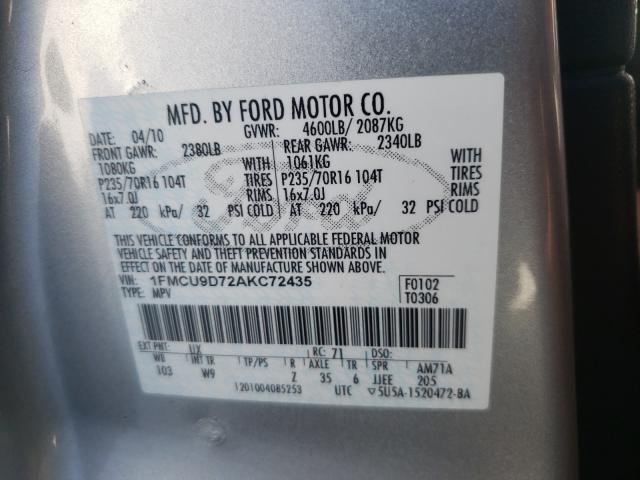 MFD. BY FORD MOTOR CO.
04/10 GVWR: 4600LB/ 2087KG
FRONT GAWR: 2380LB REAR GAWR: 2340LB
1080KG WITH 1061KG WITH
P235/70R16 104T TIRES P235/70R16 104T TIRES
16x7.0J RIMS 16x7.0J RIMS
AT 220 kPa/ 32 PSI COLD AT 220 kPa/ 32 PSI COLD
THIS VEHICLE CONFORMS TO ALL APPLICABLE FEDERAL MOTOR
VEHICLE SAFETY AND THEFT PREVENTION STANDARDS IN
EFFECT ON THE DATE OF MANUFACTURE SHOWN ABOVE.
VIN: 1FMCU9D72AKC72435 F0102
TYPE: MPV T0306
EXT PNT: UX RC: 71 DSO:
WB INT TR TP/PS R AXLE TR SPR AM71A
103 W9 Z 35 6 JJEE 205
1201004085253 UTC 5U5A-1520472-BA